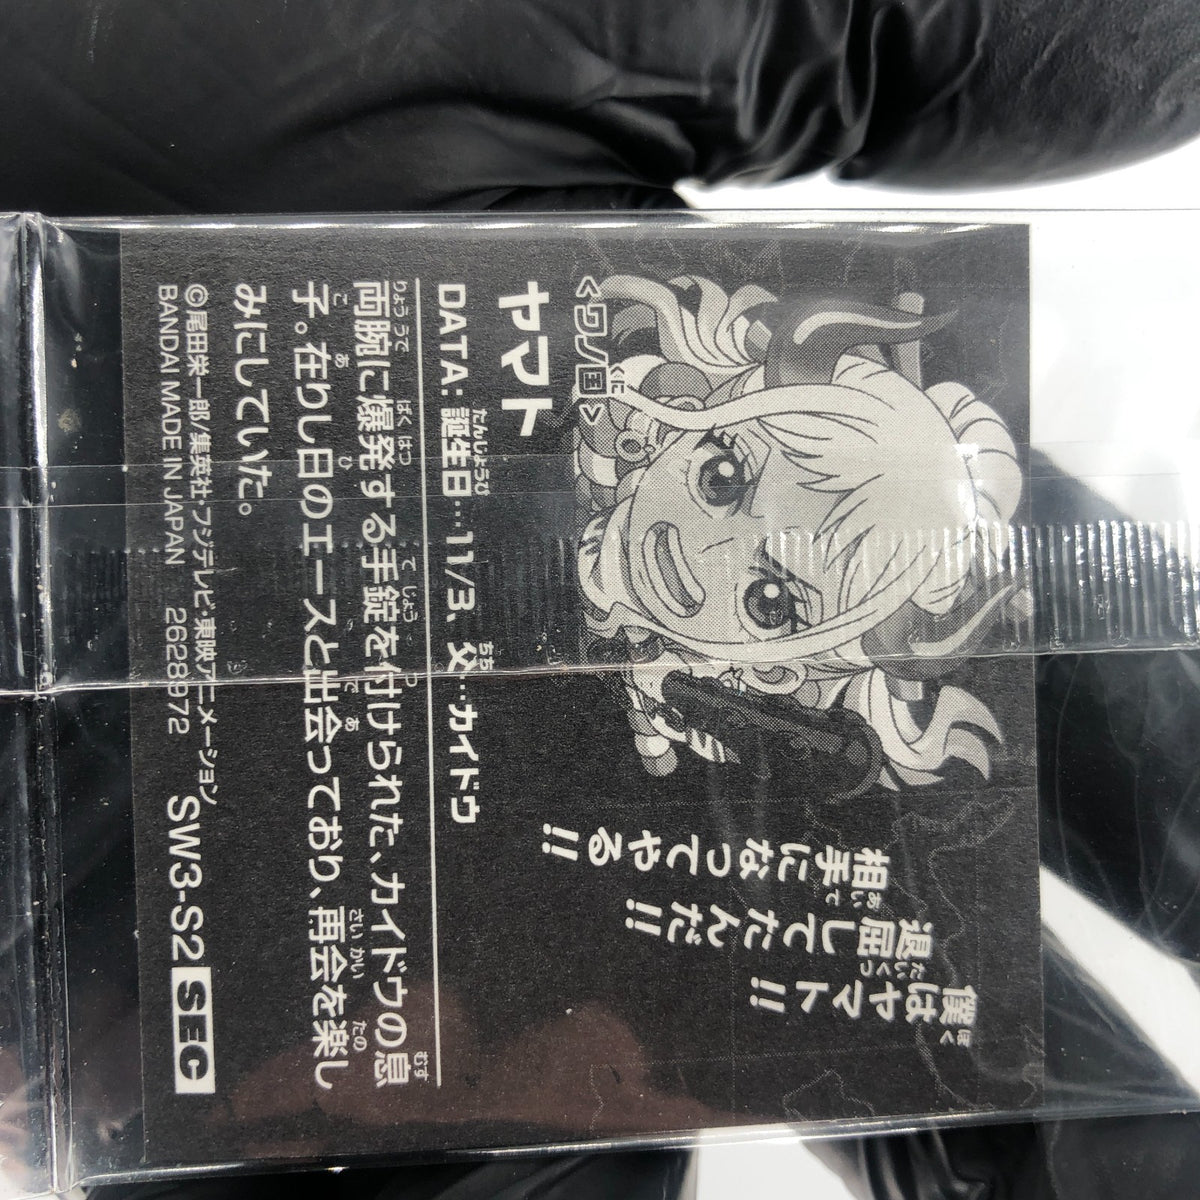 僕はヤマト!!
退屈してたんだ!!
相手になってやる!!
<ワノ国>
ヤマト
DATA:誕生日…11/3、父…カイドウ
両腕に爆発する手錠を付けられた、カイドウの息
子。在りし日のエースと出会っており、再会を楽し
みにしていた。
©尾田栄一郎/集英社・フジテレビ・東映アニメーション
BANDAI MADE IN JAPAN 2628972 SW3-S2 SEC